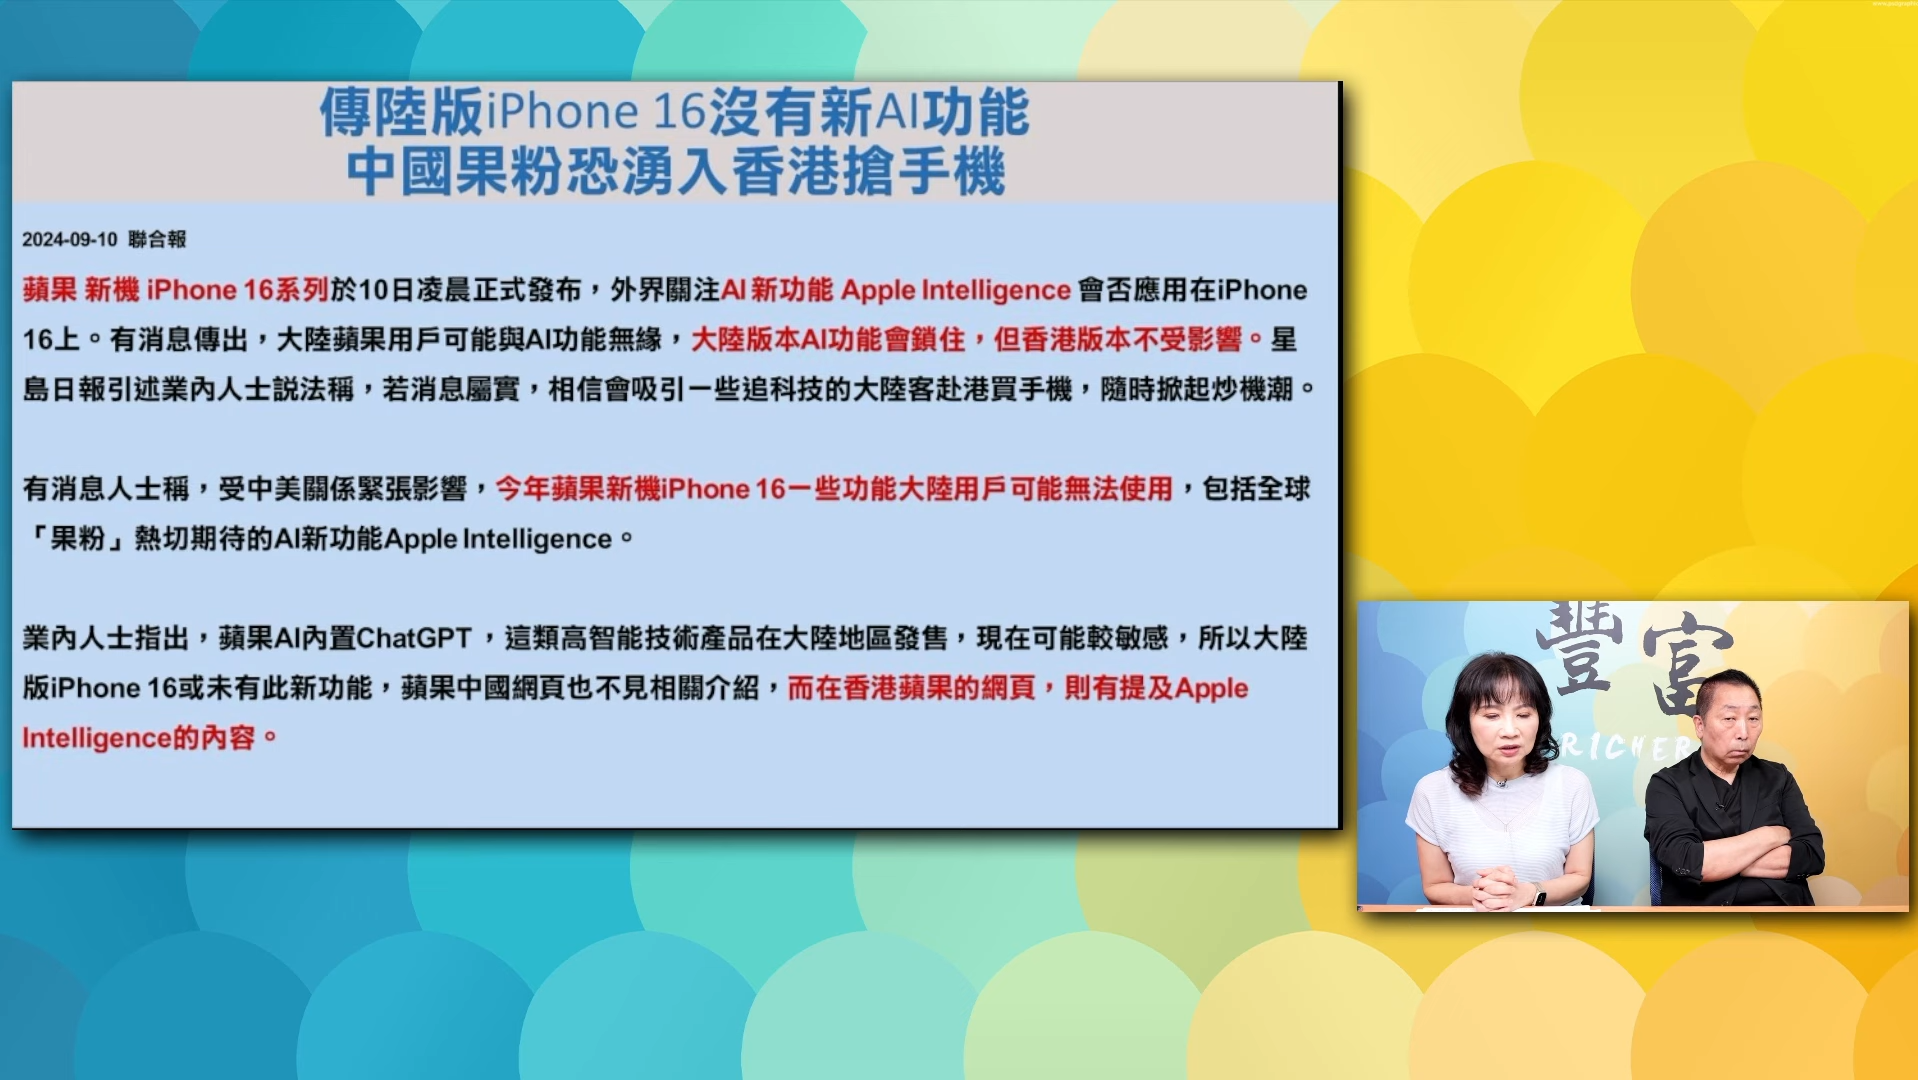 傳陸版iPhone 16沒有新AI功能
中國果粉恐湧入香港搶手機
2024-09-10 聯合報
蘋果 新機 iPhone 16系列於10日凌晨正式發布，外界關注AI 新功能 Apple Intelligence 會否應用在iPhone
16上。有消息傳出，大陸蘋果用戶可能與AI功能無緣，大陸版本AI功能會鎖住，但香港版本不受影響。星
島日報引述業內人士說法稱，若消息屬實，相信會吸引一些追科技的大陸客赴港買手機，隨時掀起炒機潮。
有消息人士稱，受中美關係緊張影響，今年蘋果新機iPhone 16一些功能大陸用戶可能無法使用，包括全球
「果粉」熱切期待的AI新功能Apple Intelligence。
業內人士指出，蘋果AI內置ChatGPT，這類高智能技術產品在大陸地區發售，現在可能較敏感，所以大陸
版iPhone 16或未有此新功能，蘋果中國網頁也不見相關介紹，而在香港蘋果的網頁，則有提及Apple
Intelligence的內容。
豐富
RICHER